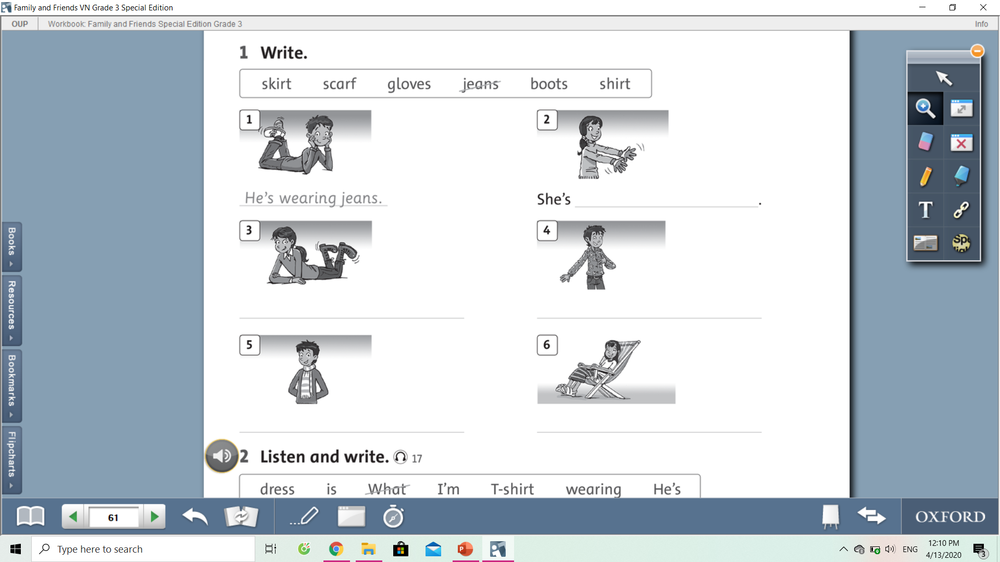 Family and Friends VN Grade 3 Special Edition
OUP Workbook: Family and Friends Special Edition Grade 3 Info
1 Write.
skirt scarf gloves jeans boots shirt
1 2
He's wearing jeans. She's ______.
3 4
5 6
2 Listen and write. 17
dress is What I'm T-shirt wearing He's
Books
Resources
Bookmarks
Flipcharts
T
Spo
61
OXFORD
Type here to search
ENG
12:10 PM
4/13/2020
3